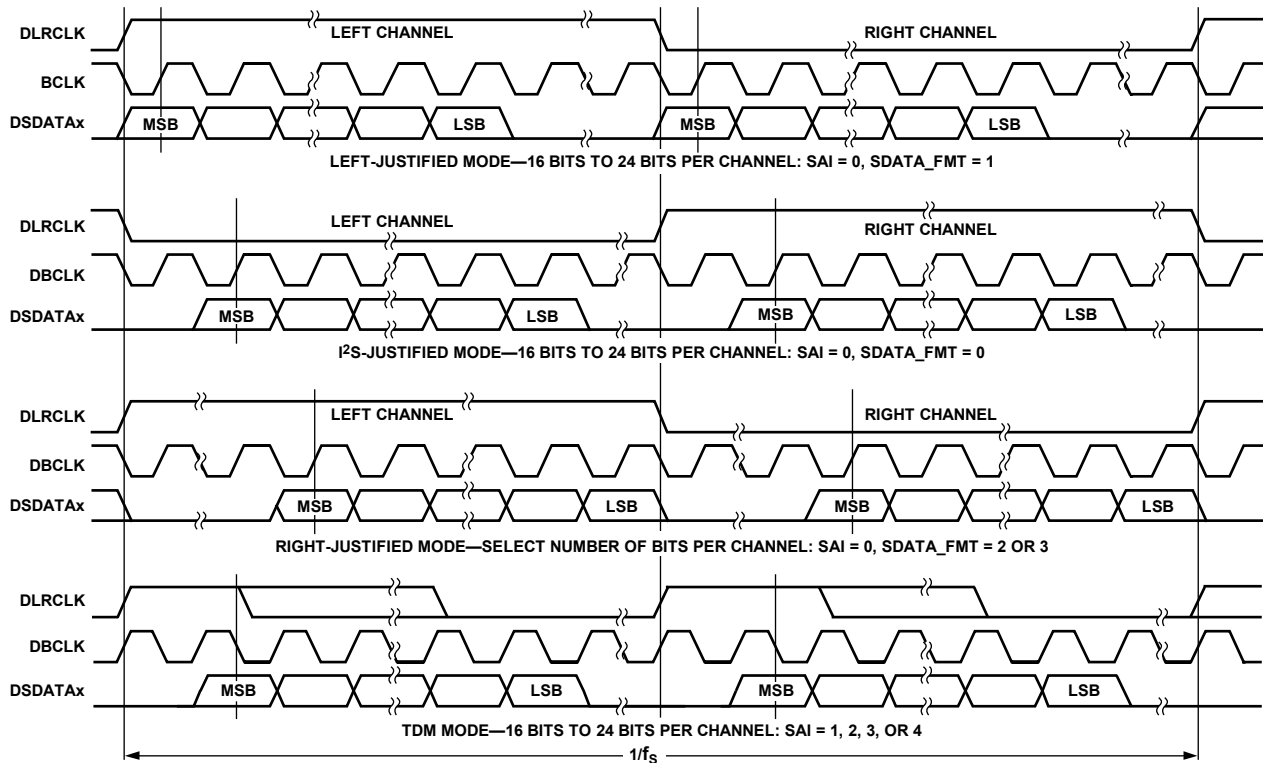 DLRCLK LEFT CHANNEL RIGHT CHANNEL
BCLK
DSDATAx MSB LSB MSB LSB
LEFT-JUSTIFIED MODE—16 BITS TO 24 BITS PER CHANNEL: SAI = 0, SDATA_FMT = 1
DLRCLK LEFT CHANNEL RIGHT CHANNEL
DBCLK
DSDATAx MSB LSB MSB LSB
I²S-JUSTIFIED MODE—16 BITS TO 24 BITS PER CHANNEL: SAI = 0, SDATA_FMT = 0
DLRCLK LEFT CHANNEL RIGHT CHANNEL
DBCLK
DSDATAx MSB LSB MSB LSB
RIGHT-JUSTIFIED MODE—SELECT NUMBER OF BITS PER CHANNEL: SAI = 0, SDATA_FMT = 2 OR 3
DLRCLK
DBCLK
DSDATAx MSB LSB MSB LSB
TDM MODE—16 BITS TO 24 BITS PER CHANNEL: SAI = 1, 2, 3, OR 4
1/fS